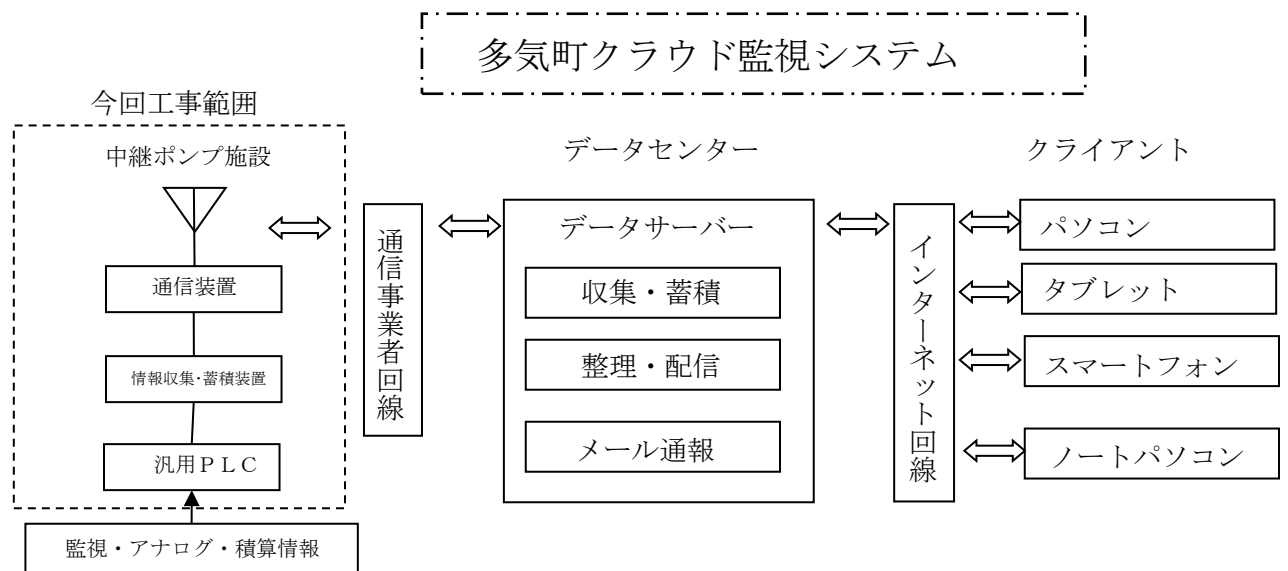 多気町クラウド監視システム
今回工事範囲
中継ポンプ施設
通信装置
情報収集・蓄積装置
汎用ＰＬＣ
監視・アナログ・積算情報
通信事業者回線
データセンター
データサーバー
収集・蓄積
整理・配信
メール通報
インターネット回線
クライアント
パソコン
タブレット
スマートフォン
ノートパソコン